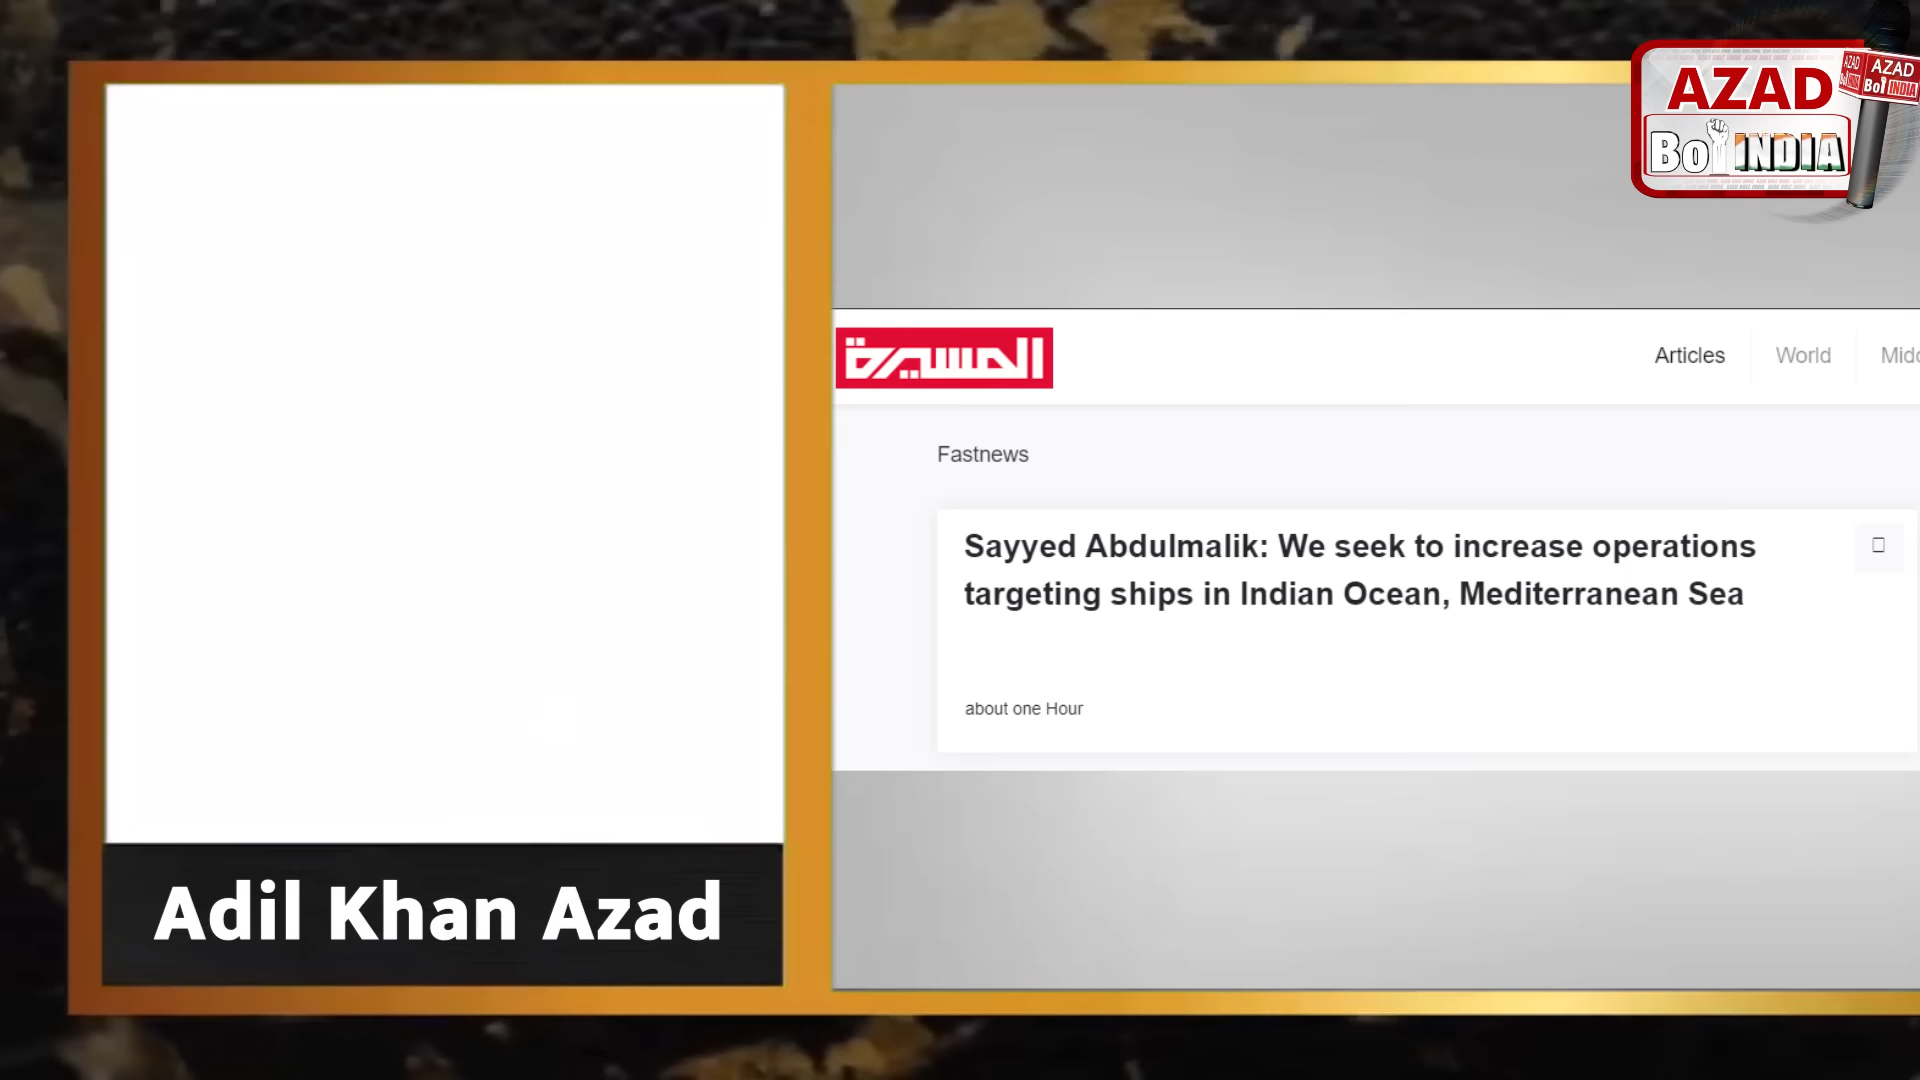 AZAD
Bol INDIA
AZAD
Bol INDIA
AZAD
المسيرة
Articles
World
Fastnews
Sayyed Abdulmalik: We seek to increase operations
targeting ships in Indian Ocean, Mediterranean Sea
about one Hour
Adil Khan Azad